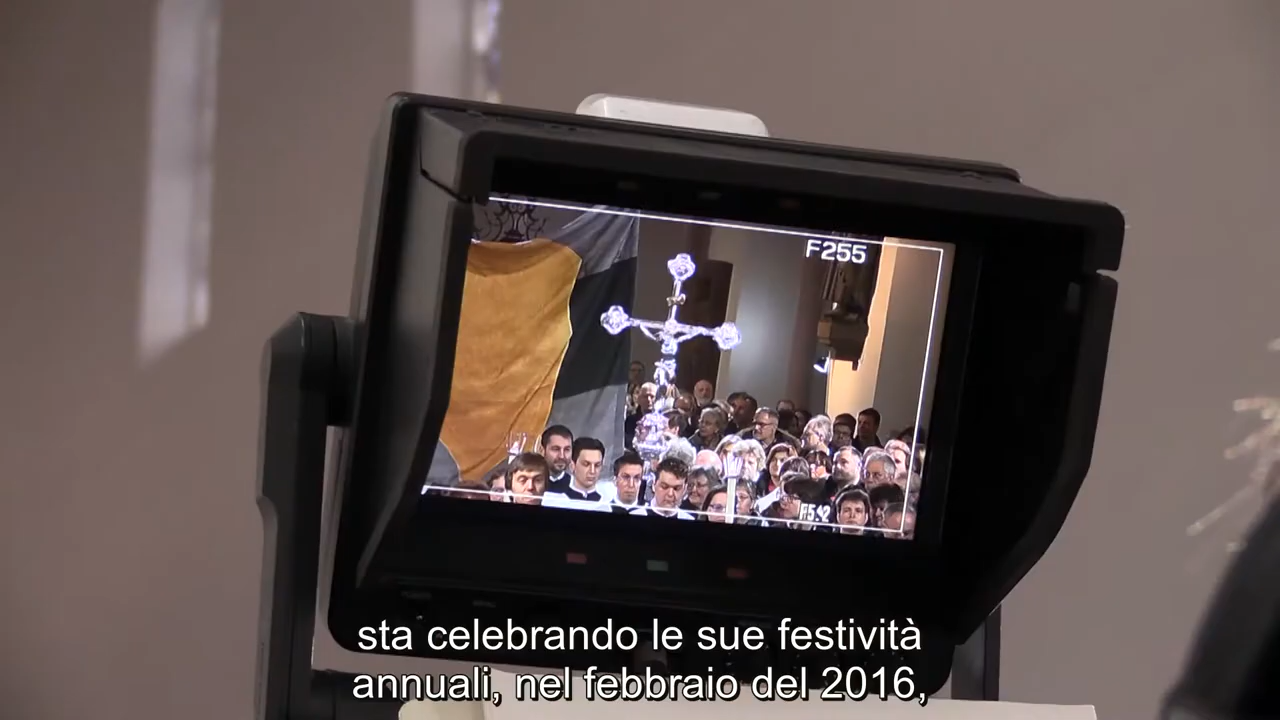 F255
F5.2
sta celebrando le sue festività
annuali, nel febbraio del 2016,